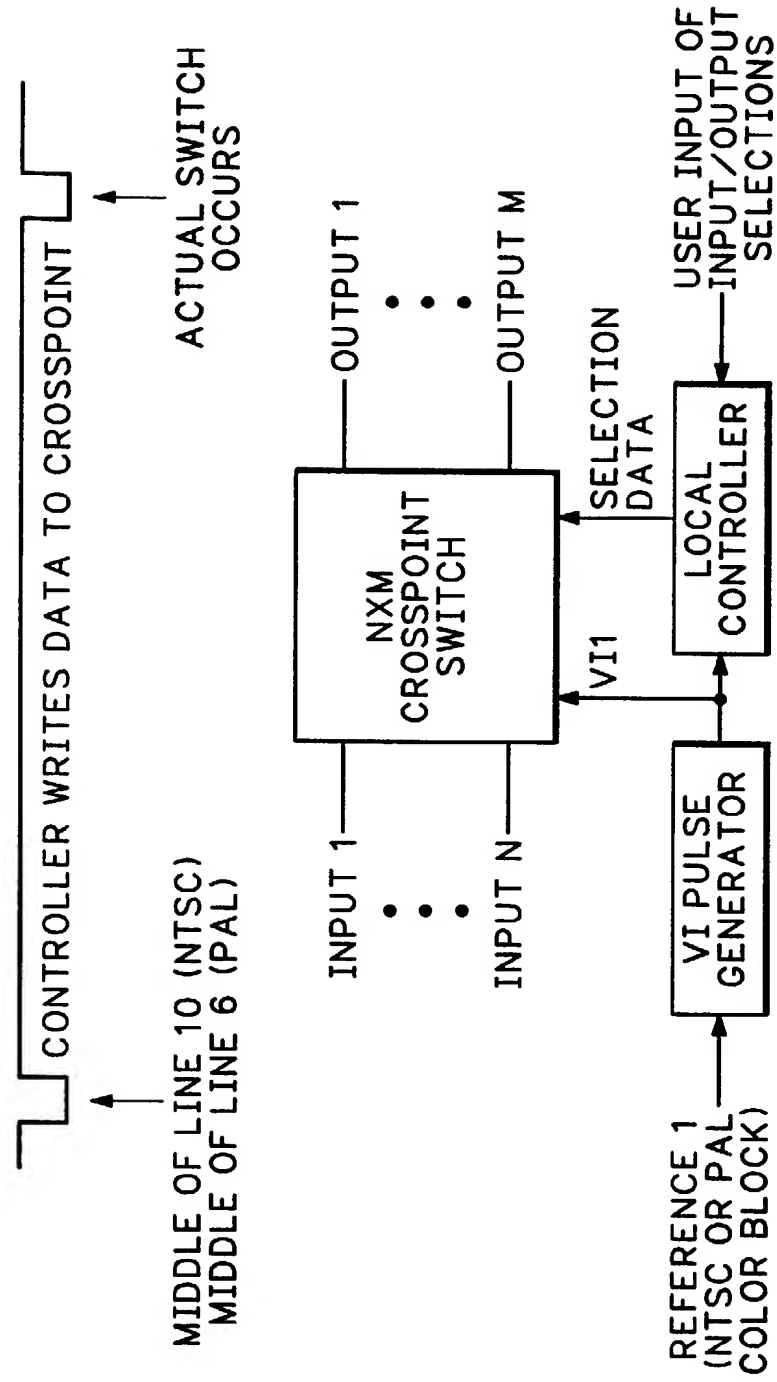 CONTROLLER WRITES DATA TO CROSSPOINT
MIDDLE OF LINE 10 (NTSC)
MIDDLE OF LINE 6 (PAL)
ACTUAL SWITCH
OCCURS
INPUT 1
INPUT N
NXM
CROSSPOINT
SWITCH
OUTPUT 1
OUTPUT M
VI1
SELECTION
DATA
REFERENCE 1
(NTSC OR PAL
COLOR BLOCK)
VI PULSE
GENERATOR
LOCAL
CONTROLLER
USER INPUT OF
INPUT/OUTPUT
SELECTIONS